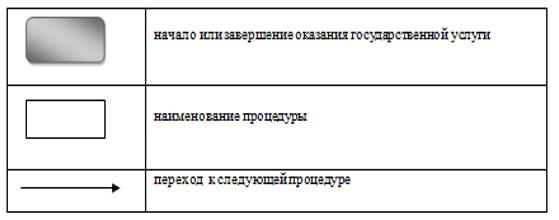 начало или завершение оказания государственной услуги
наименование процедуры
переход к следующей процедуре